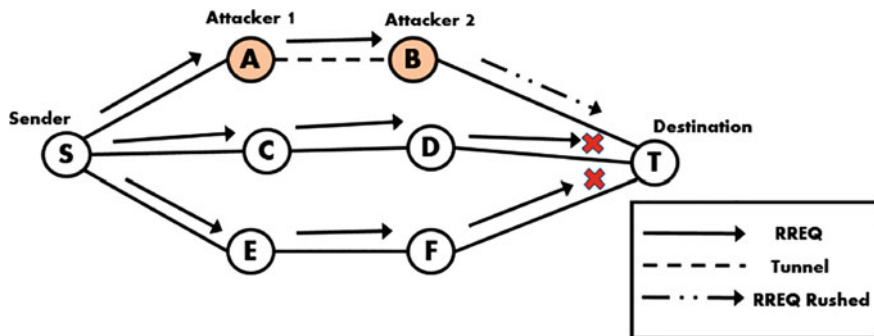 Attacker 1
Attacker 2
A
B
Sender
Destination
S
C
D
T
E
F
RREQ
Tunnel
RREQ Rushed